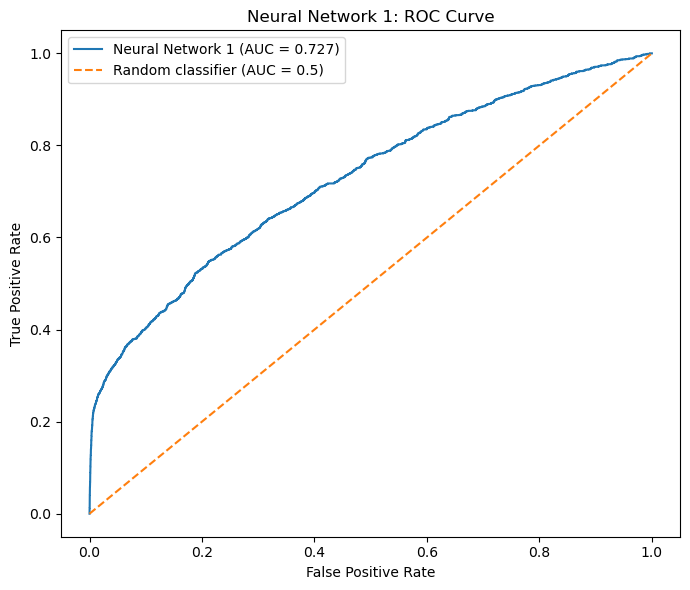 Neural Network 1: ROC Curve
Neural Network 1 (AUC = 0.727)
Random classifier (AUC = 0.5)
True Positive Rate
1.0
0.8
0.6
0.4
0.2
0.0
0.0 0.2 0.4 0.6 0.8 1.0
False Positive Rate